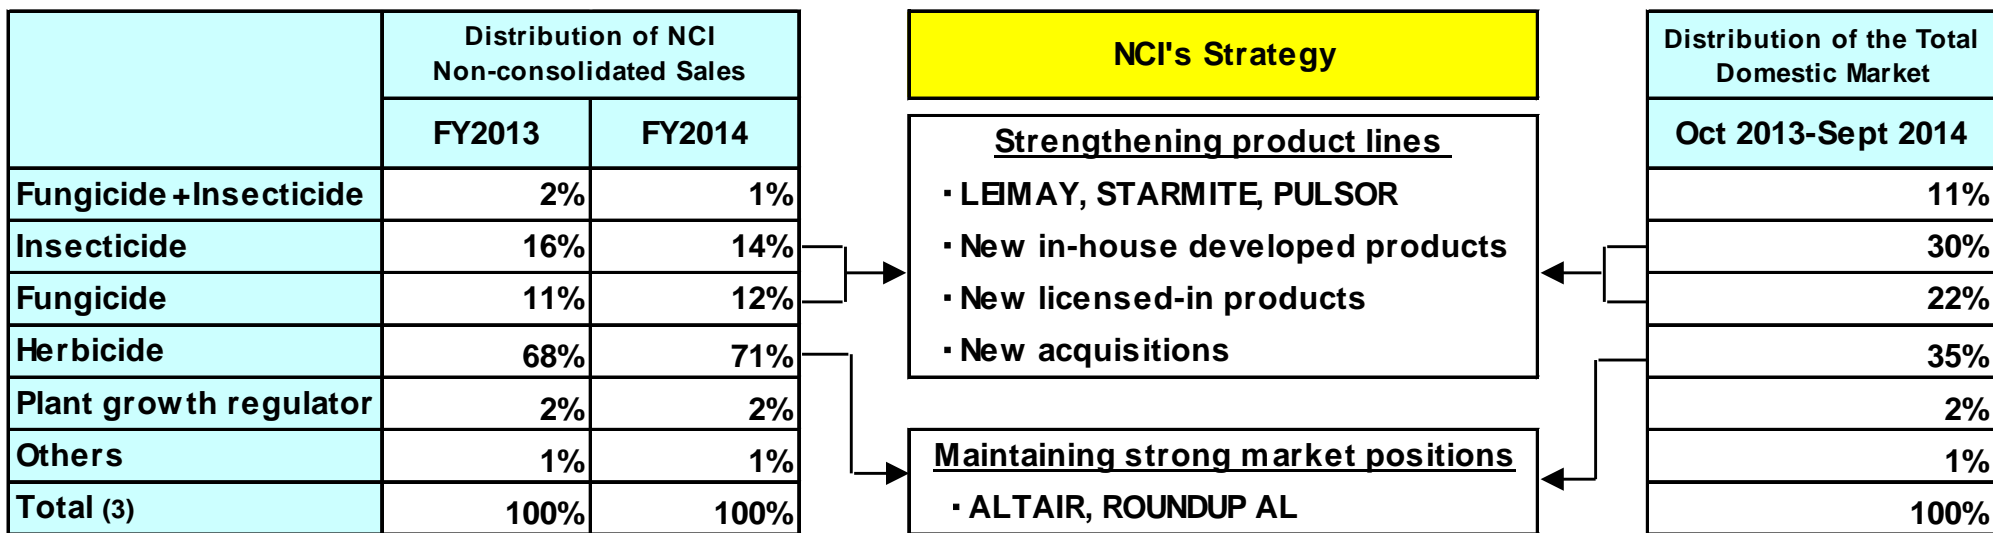 Distribution of NCI
Non-consolidated Sales
NCI's Strategy
Distribution of the Total
Domestic Market
FY2013 FY2014
Oct 2013-Sept 2014
Strengthening product lines
Fungicide+Insecticide 2% 1%
・LEIMAY, STARMITE, PULSOR
11%
Insecticide 16% 14%
・New in-house developed products
30%
Fungicide 11% 12%
・New licensed-in products
22%
Herbicide 68% 71%
・New acquisitions
35%
Plant growth regulator 2% 2%
2%
Others 1% 1%
Maintaining strong market positions
1%
Total (3) 100% 100%
・ALTAIR, ROUNDUP AL
100%